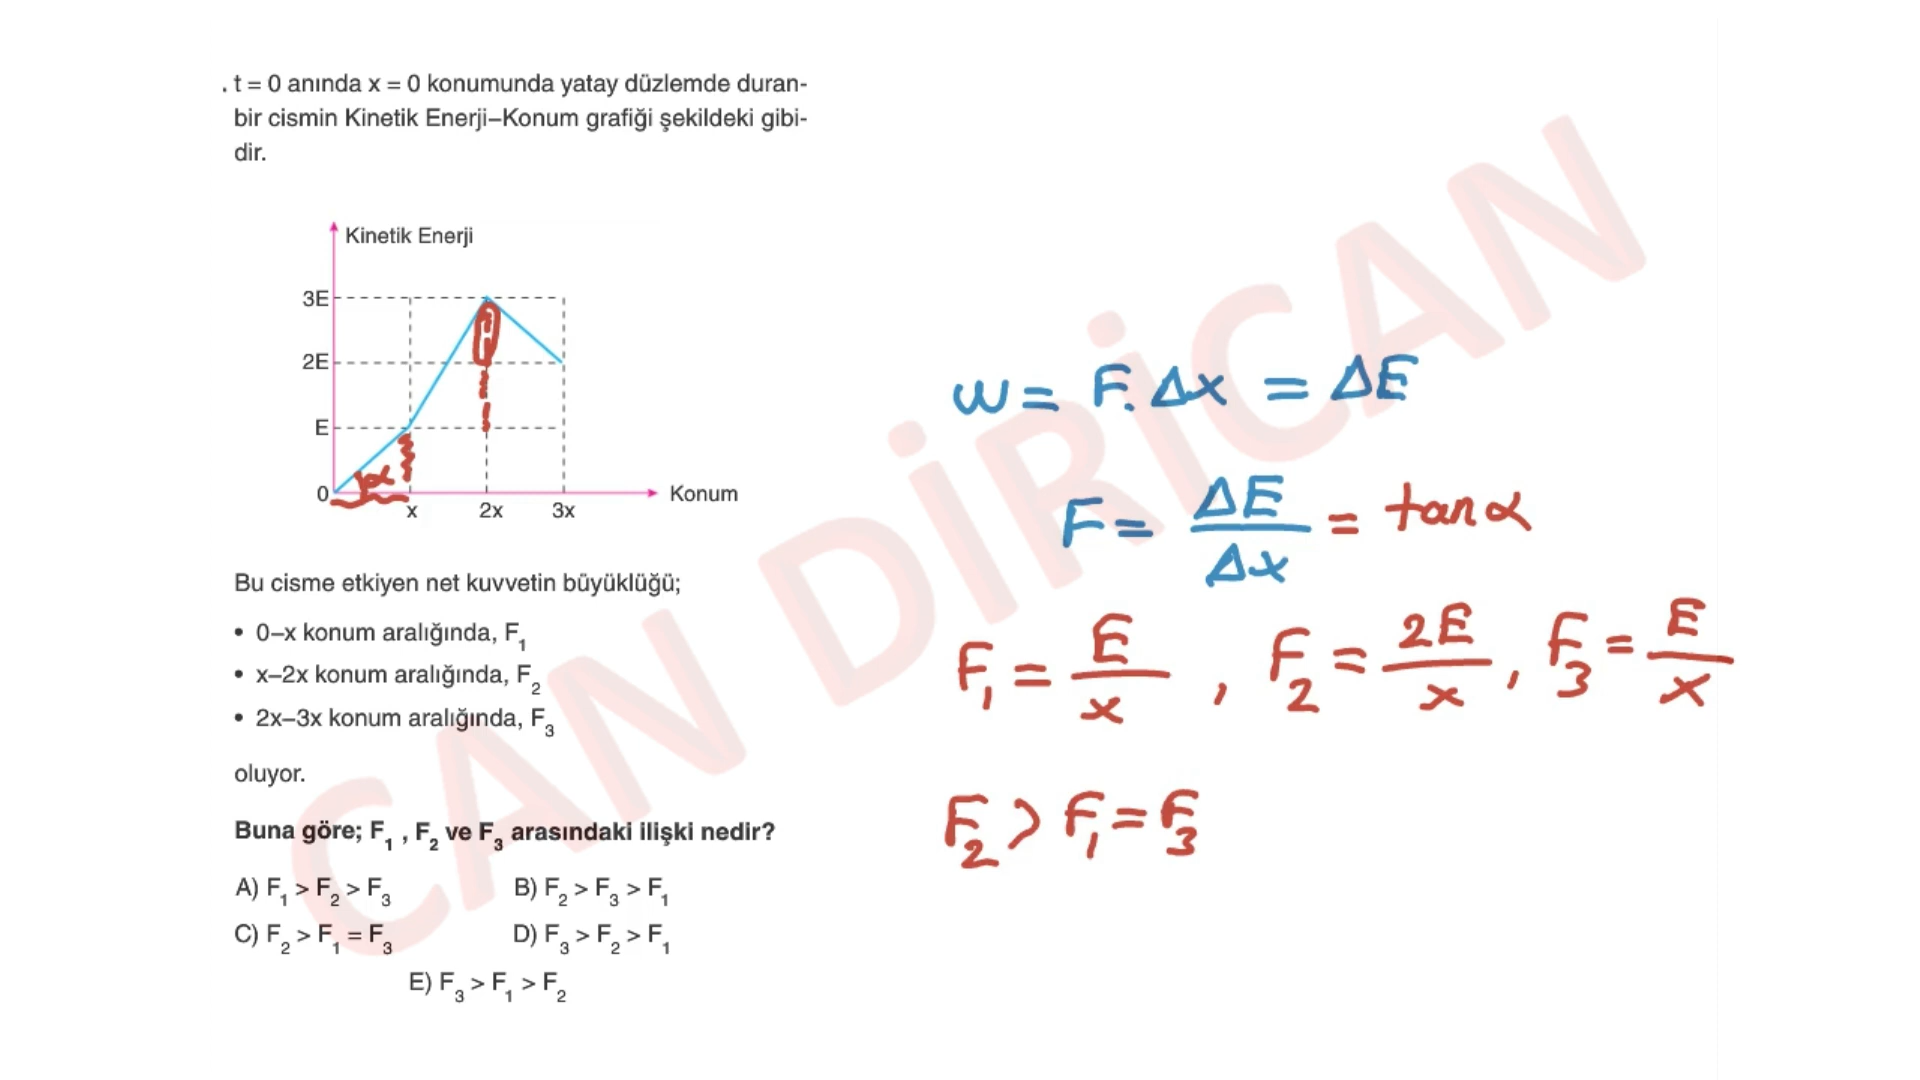 . t = 0 anında x = 0 konumunda yatay düzlemde duran-
bir cismin Kinetik Enerji–Konum grafiği şekildeki gibi-
dir.
Kinetik Enerji
3E
2E
E
0
α
x 2x 3x
Konum
Bu cisme etkiyen net kuvvetin büyüklüğü;
• 0–x konum aralığında, F₁
• x–2x konum aralığında, F₂
• 2x–3x konum aralığında, F₃
oluyor.
Buna göre; F₁ , F₂ ve F₃ arasındaki ilişki nedir?
A) F₁ > F₂ > F₃ B) F₂ > F₃ > F₁
C) F₂ > F₁ = F₃ D) F₃ > F₂ > F₁
E) F₃ > F₁ > F₂
W = F. Δx = ΔE
F = ΔE / Δx = tanα
F₁ = E / x , F₂ = 2E / x , F₃ = E / x
F₂ > F₁ = F₃
CAN DİRİCAN